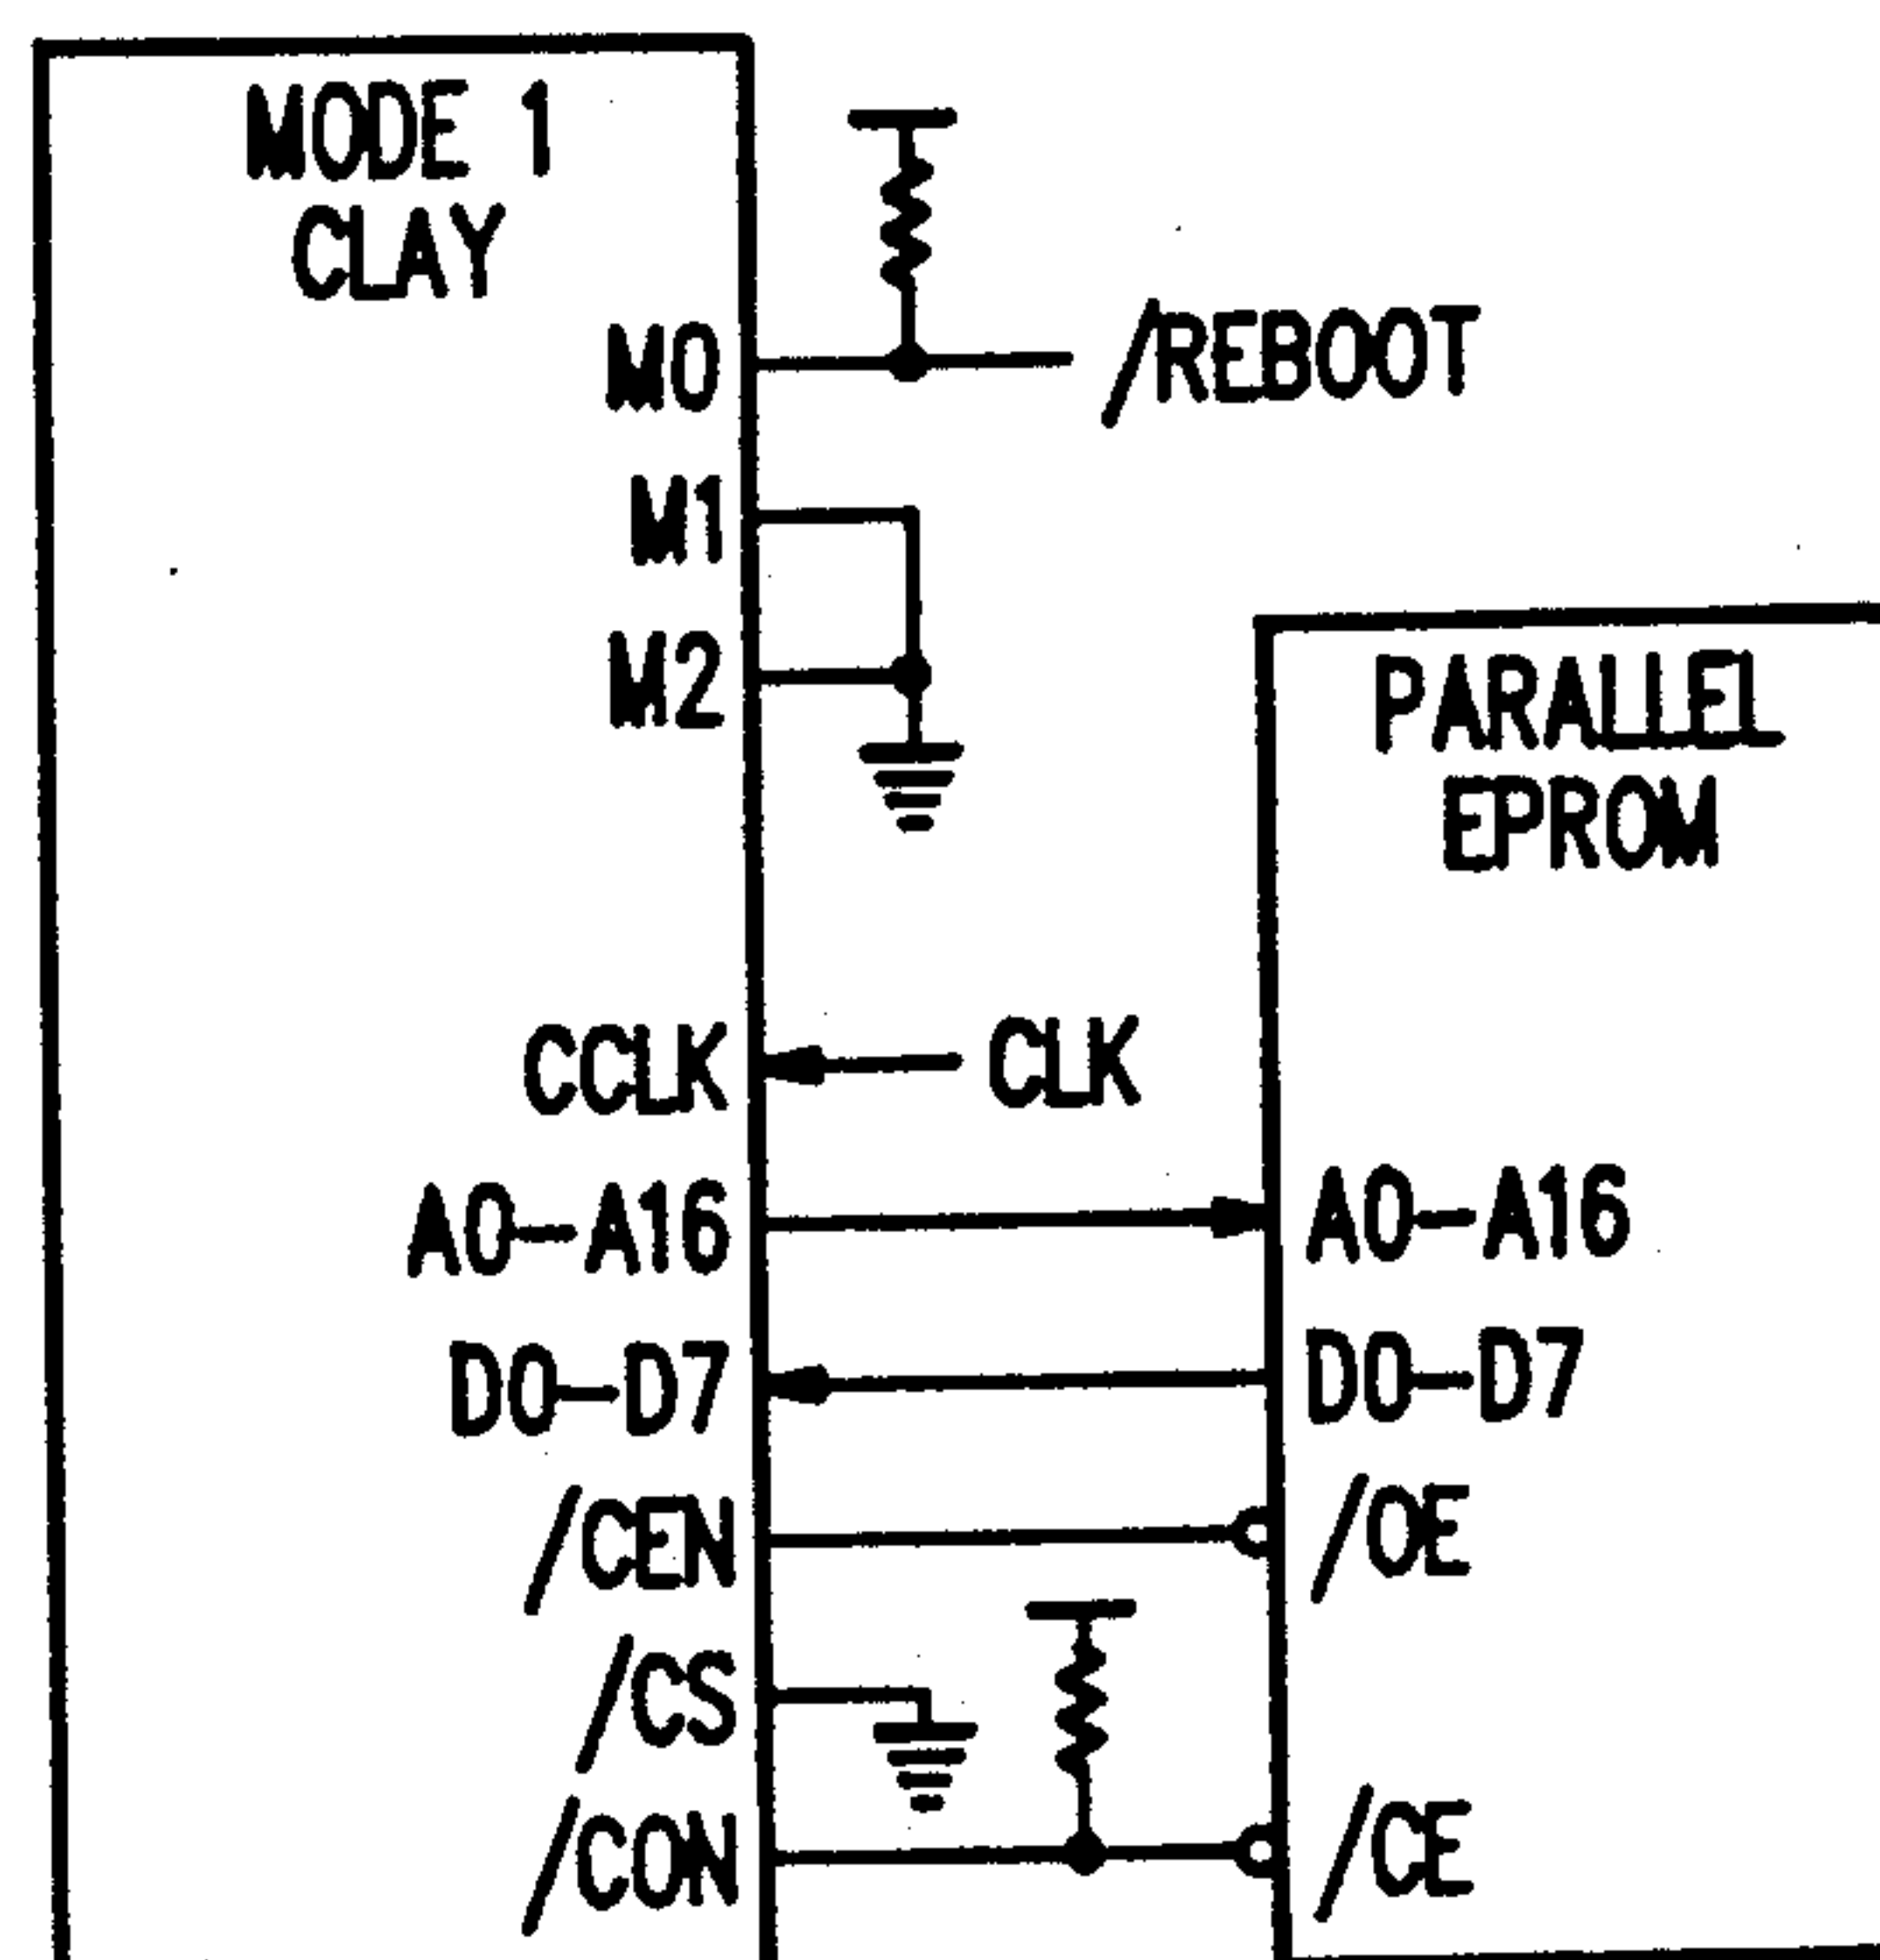 MODE 1
CLAY
M0
/REBOOT
M1
M2
PARALLEL
EPROM
CCLK
CLK
A0-A16
A0-A16
D0-D7
D0-D7
/CEN
/OE
/CS
/CON
/CE